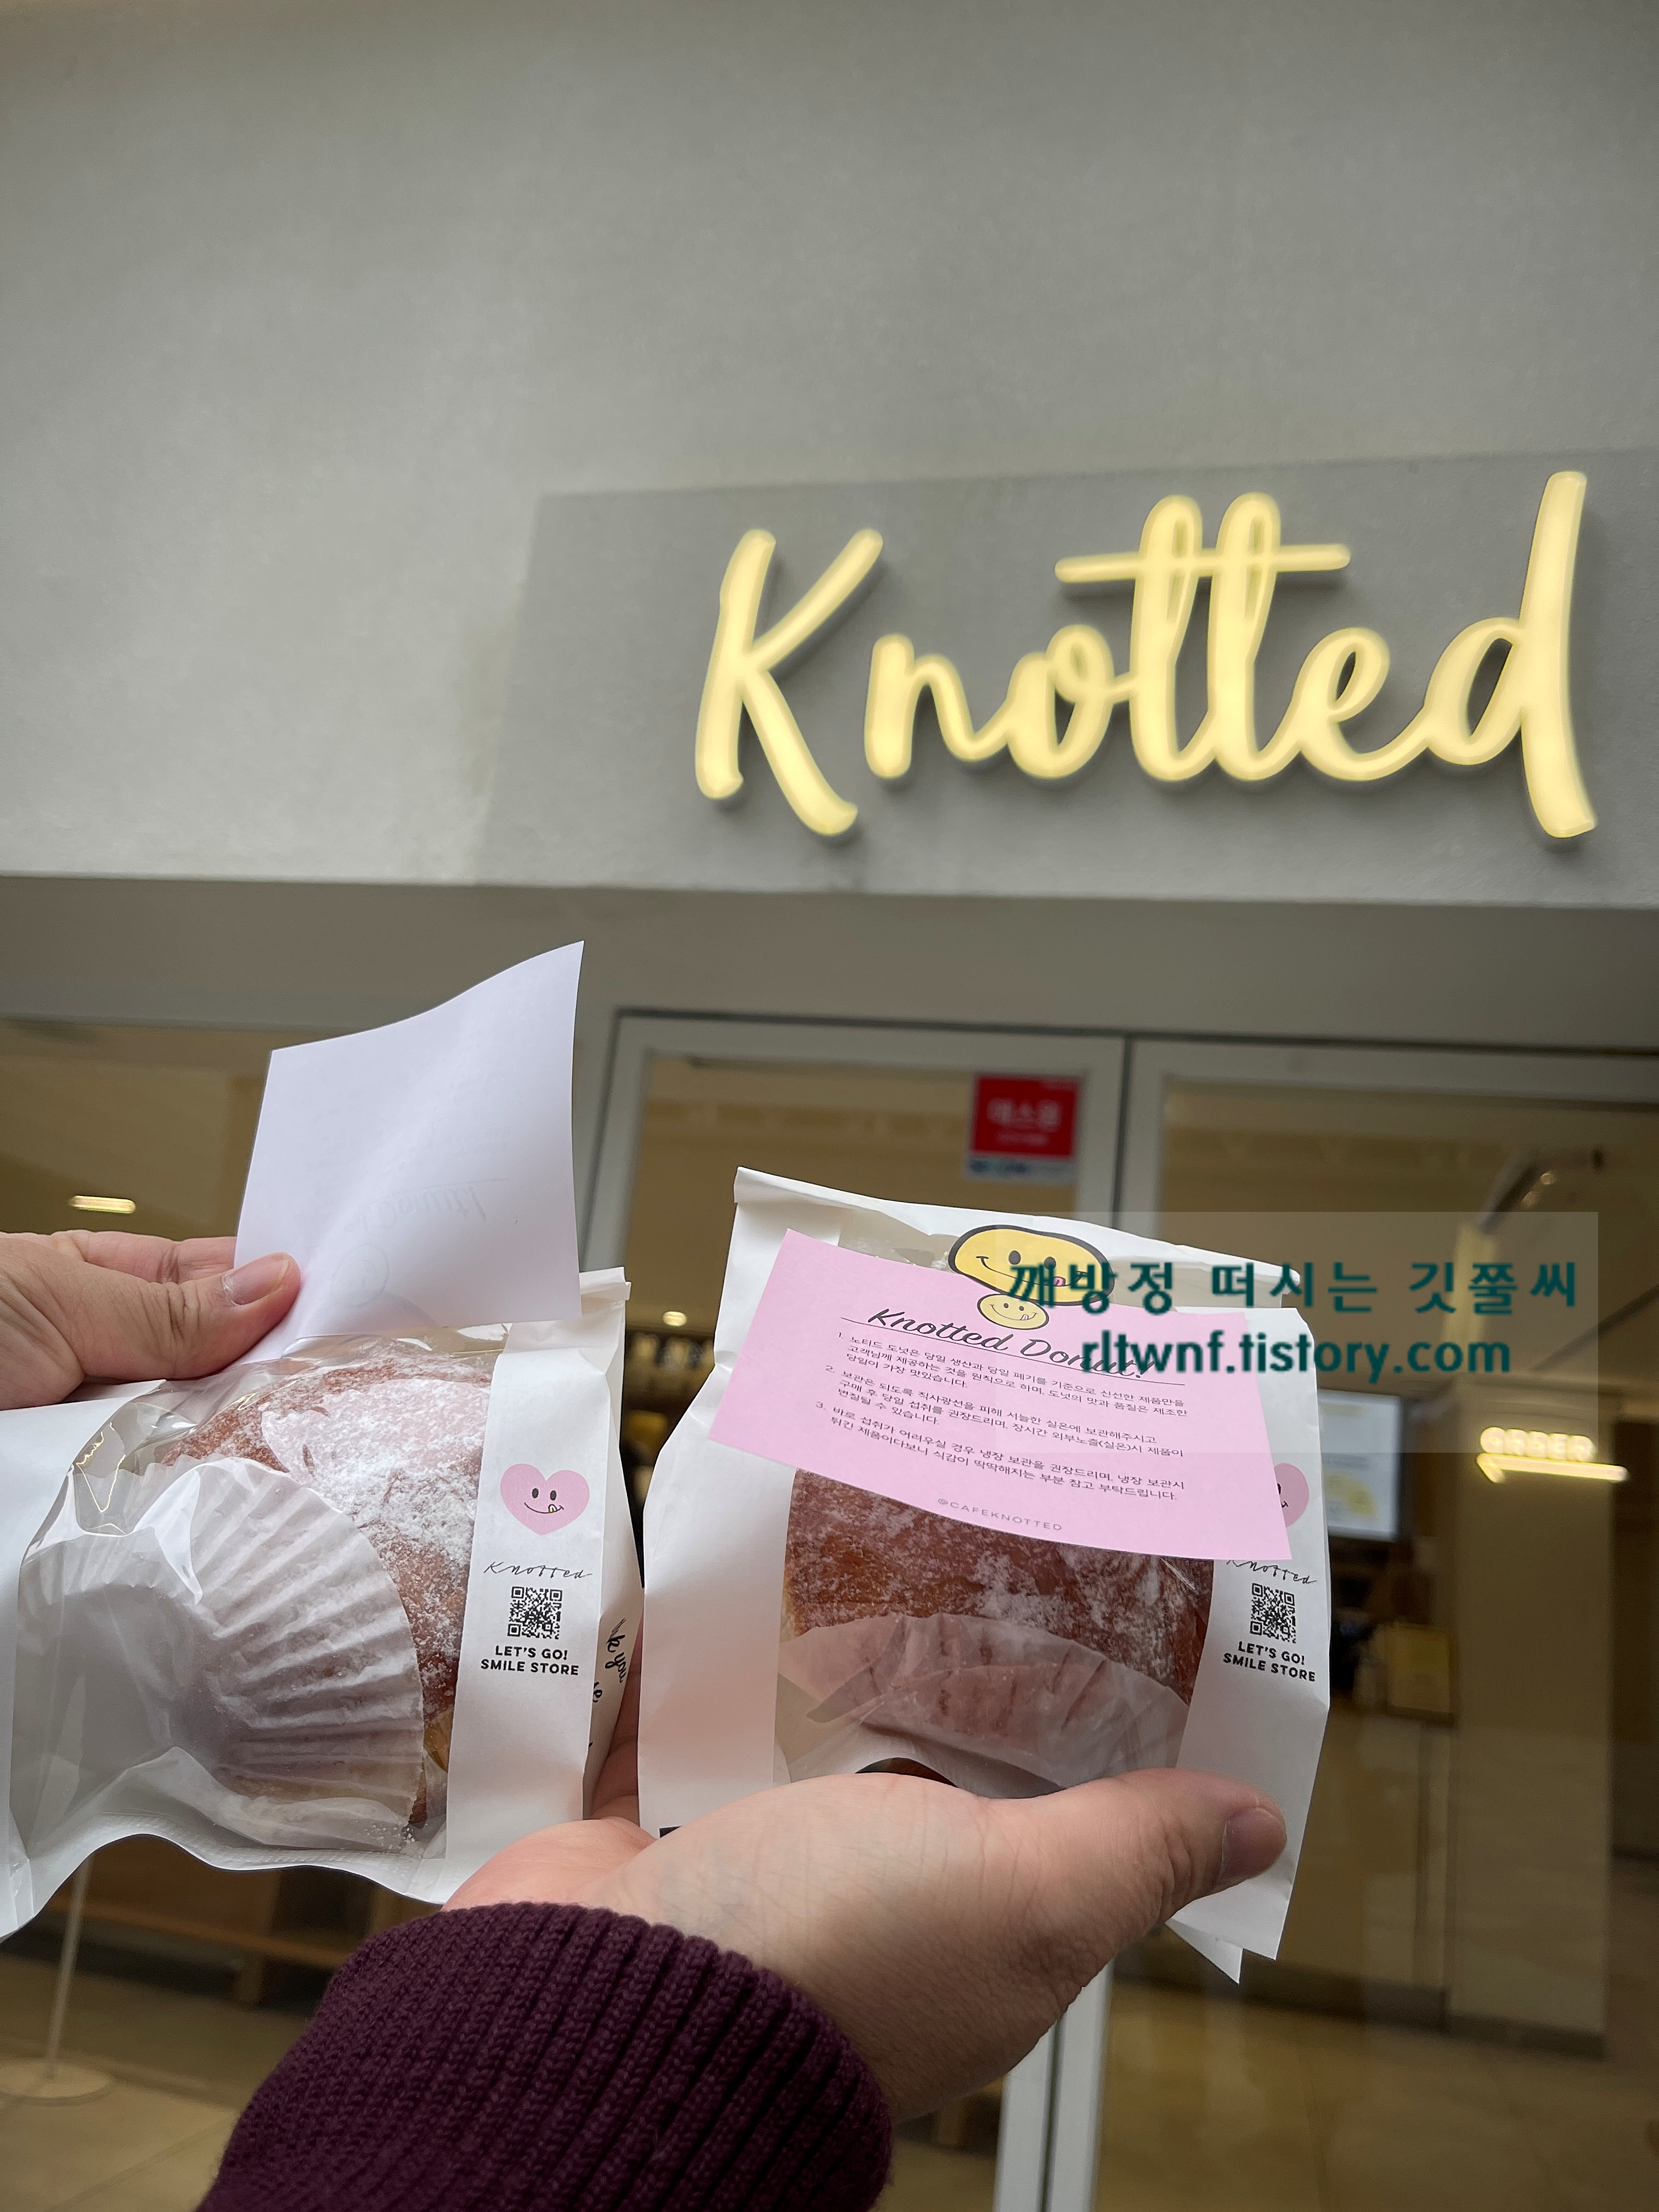 Knotted
에스원
깨방정 떠시는 깃쭐씨
rltwnf.tistory.com
Knotted Donut!
1. 노티드 도넛은 당일 생산과 당일 폐기를 기준으로 신선한 제품만을
고객님께 제공하는 것을 원칙으로 하며, 도넛의 맛과 품질은 제조한
당일이 가장 맛있습니다.
2. 보관은 되도록 직사광선을 피해 서늘한 실온에 보관해주시고
구매 후 당일 섭취를 권장드리며, 장시간 외부노출(실온)시 제품이
변질될 수 있습니다.
3. 바로 섭취가 어려우실 경우 냉장 보관을 권장드리며, 냉장 보관시
튀긴 제품이다보니 식감이 딱딱해지는 부분 참고 부탁드립니다.
@CAFEKNOTTED
ORDER
Knotted
LET'S GO!
SMILE STORE
k you
Knotted
LET'S GO!
SMILE STORE